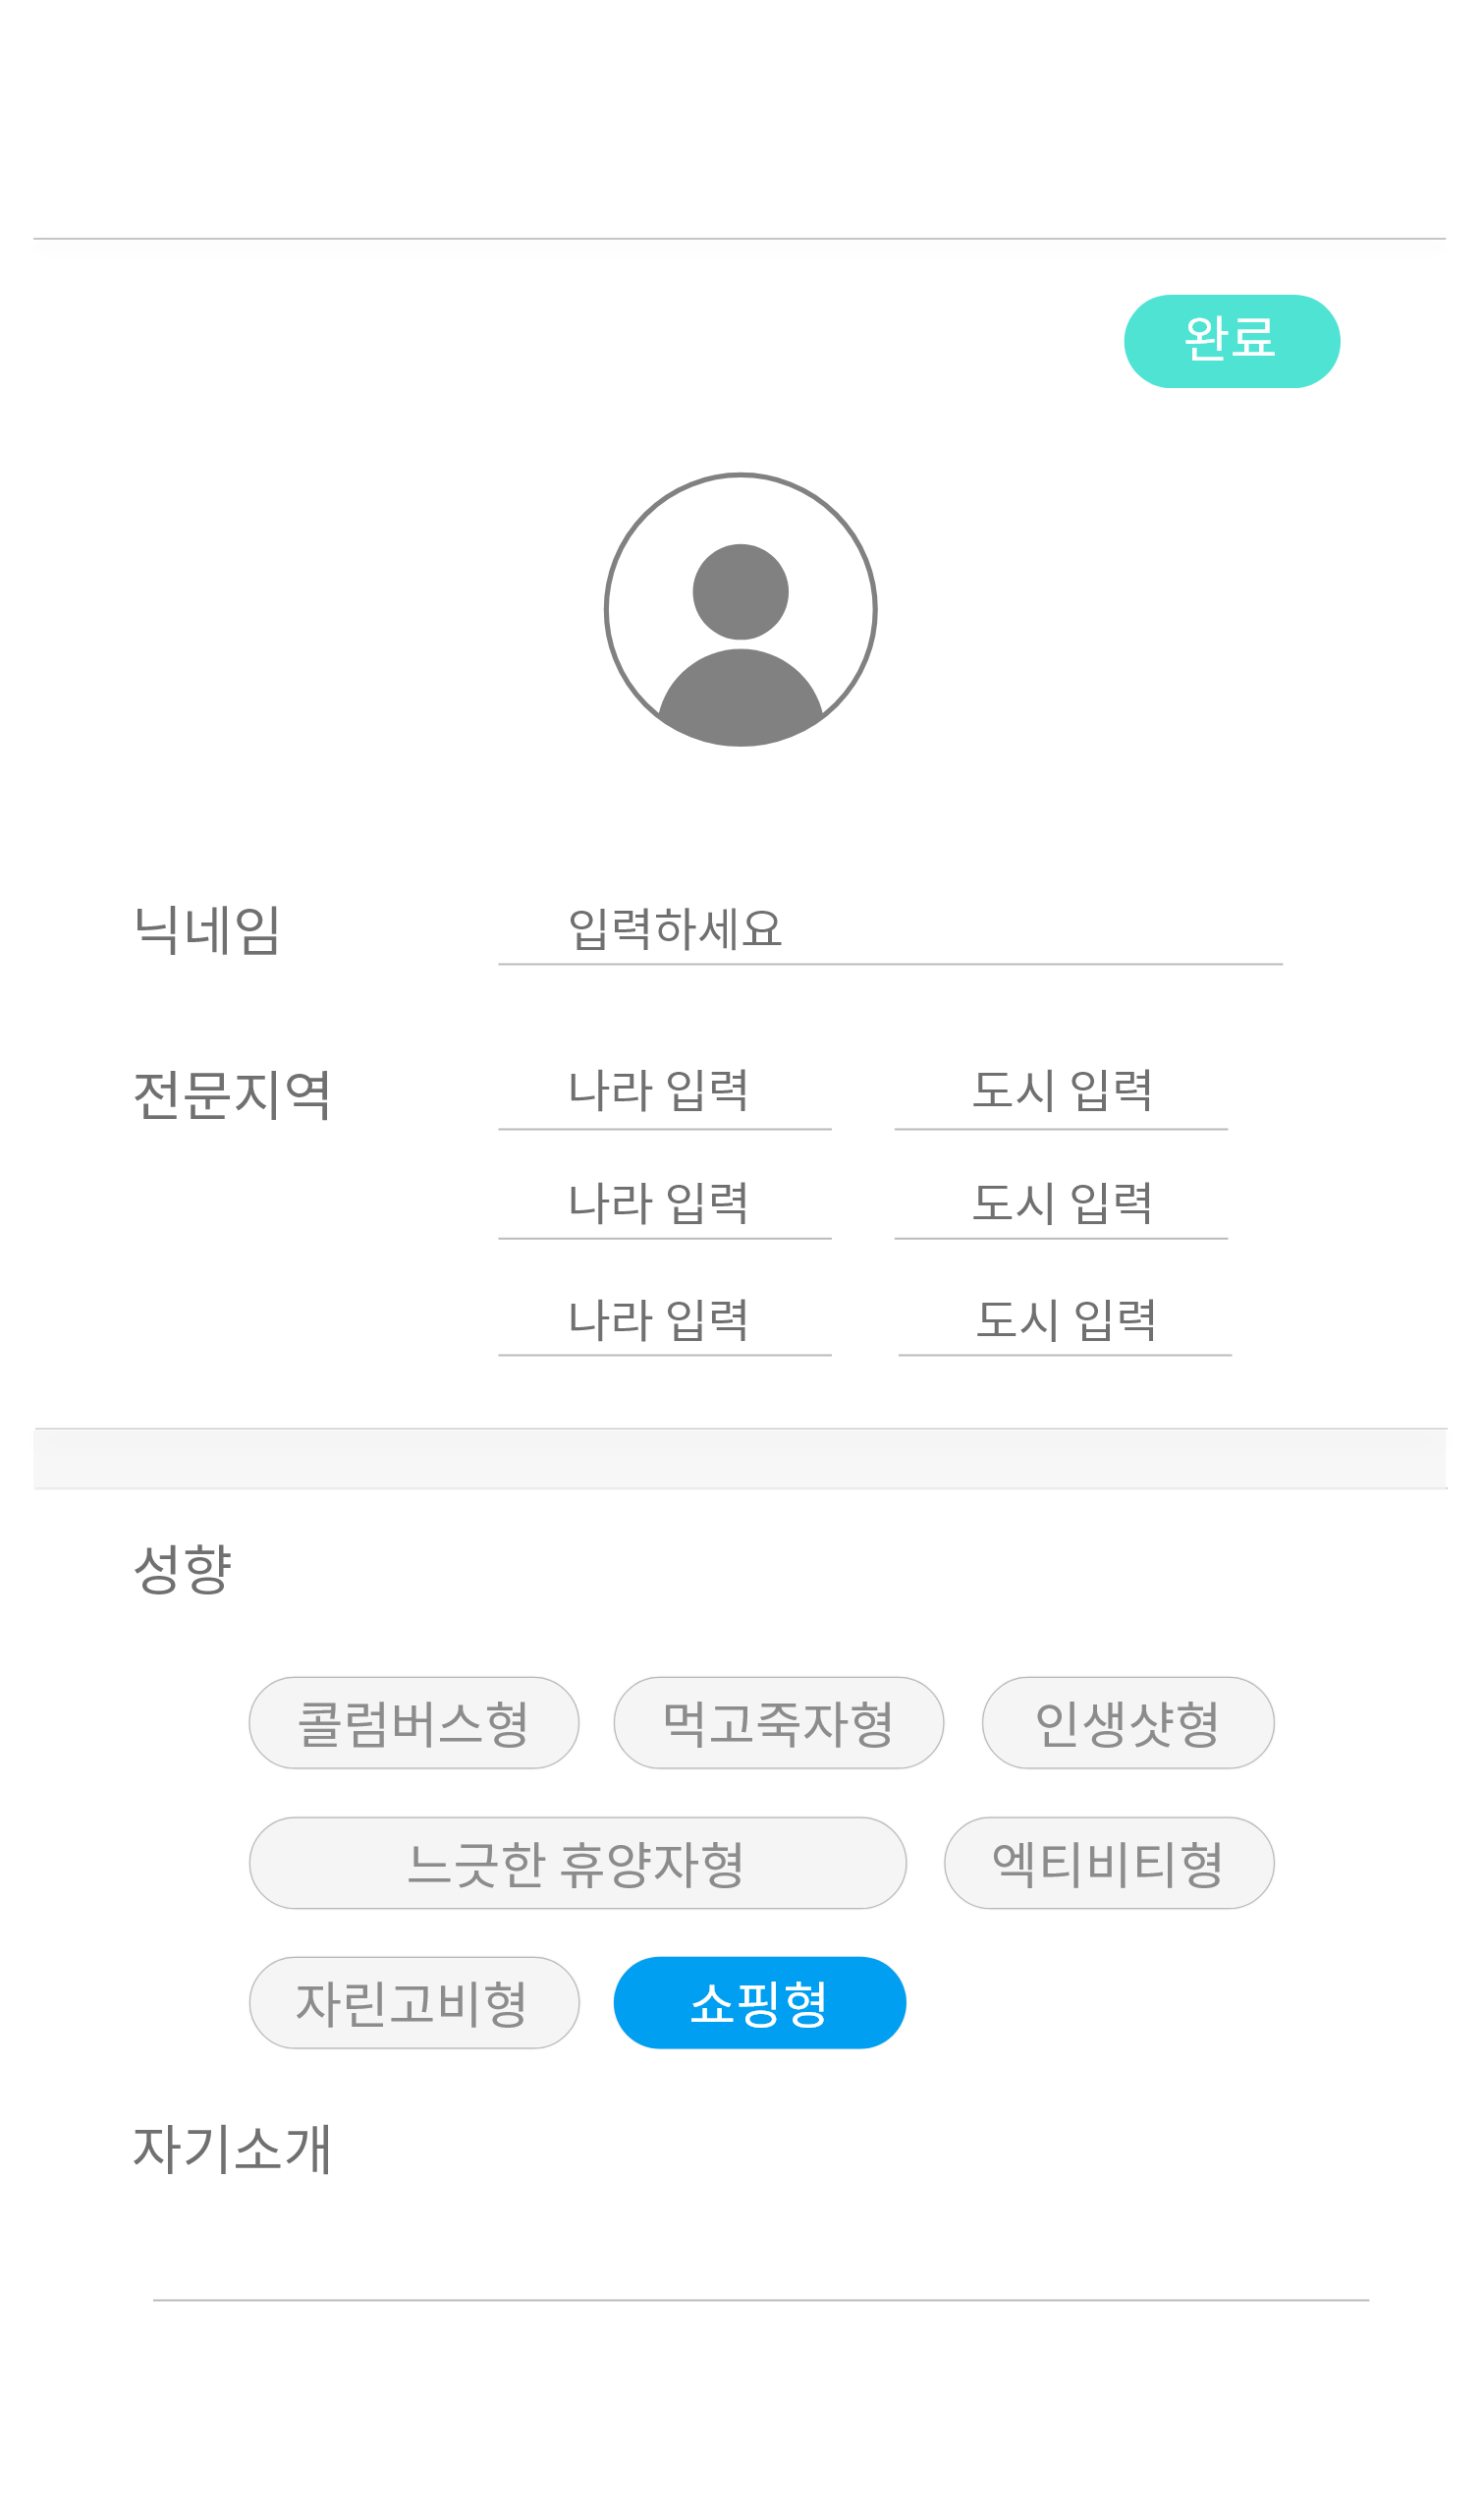 완료
닉네임 입력하세요
전문지역 나라 입력 도시 입력
나라 입력 도시 입력
나라 입력 도시 입력
성향
클럼버스형 먹고죽자형 인생샷형
느긋한 휴양자형 엑티비티형
자린고비형 쇼핑형
자기소개